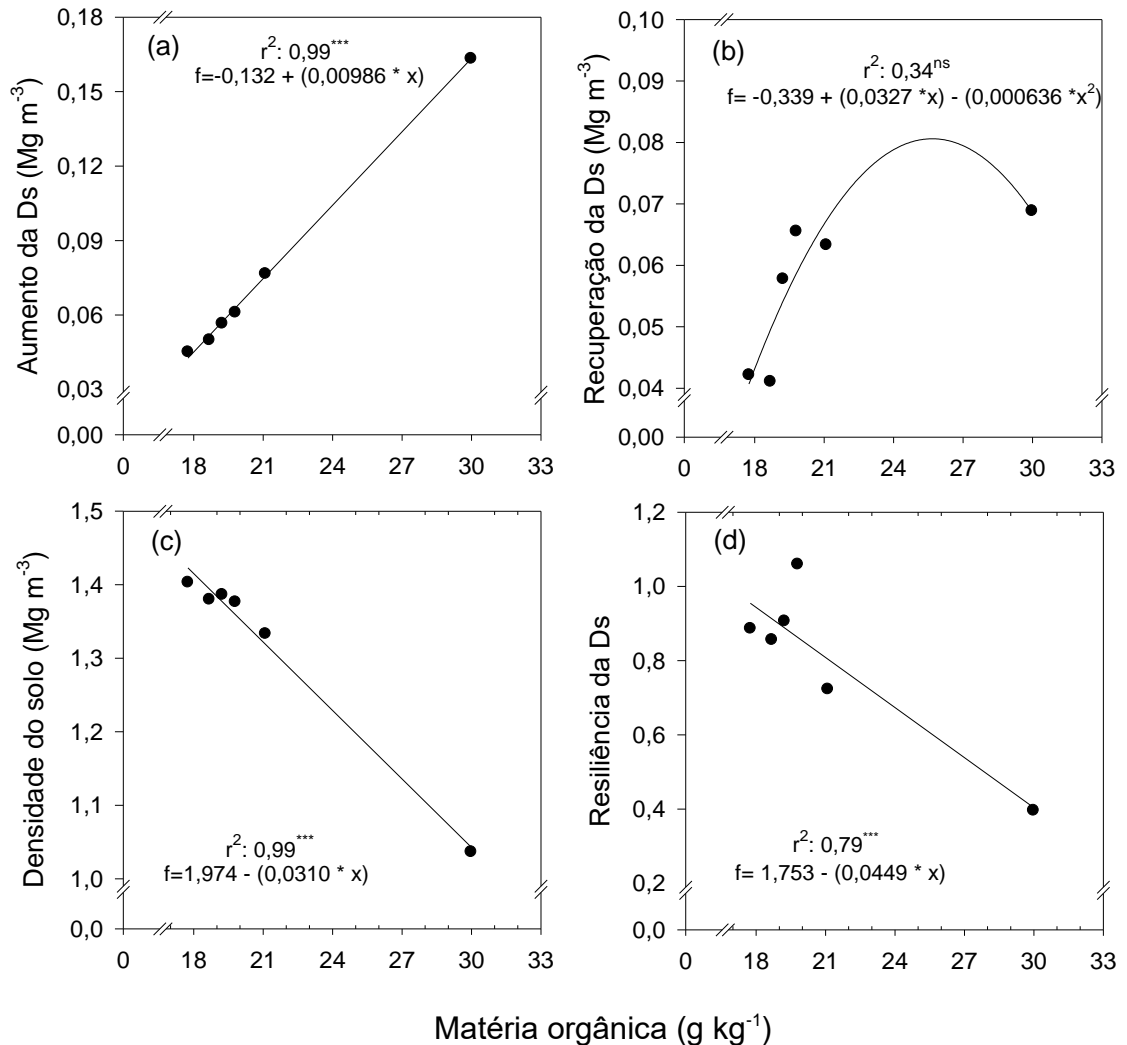 (a)
r²: 0,99***
f=-0,132 + (0,00986 * x)
Aumento da Ds (Mg m⁻³)
0,18
0,15
0,12
0,09
0,06
0,03
0,00
0 18 21 24 27 30 33
(b)
r²: 0,34ⁿˢ
f= -0,339 + (0,0327 *x) - (0,000636 *x²)
Recuperação da Ds (Mg m⁻³)
0,10
0,09
0,08
0,07
0,06
0,05
0,04
0,00
0 18 21 24 27 30 33
(c)
Densidade do solo (Mg m⁻³)
1,5
1,4
1,3
1,2
1,1
1,0
0,0
r²: 0,99***
f=1,974 - (0,0310 * x)
0 18 21 24 27 30 33
(d)
Resiliência da Ds
1,2
1,0
0,8
0,6
0,4
0,2
0,0
r²: 0,79***
f= 1,753 - (0,0449 * x)
0 18 21 24 27 30 33
Matéria orgânica (g kg⁻¹)